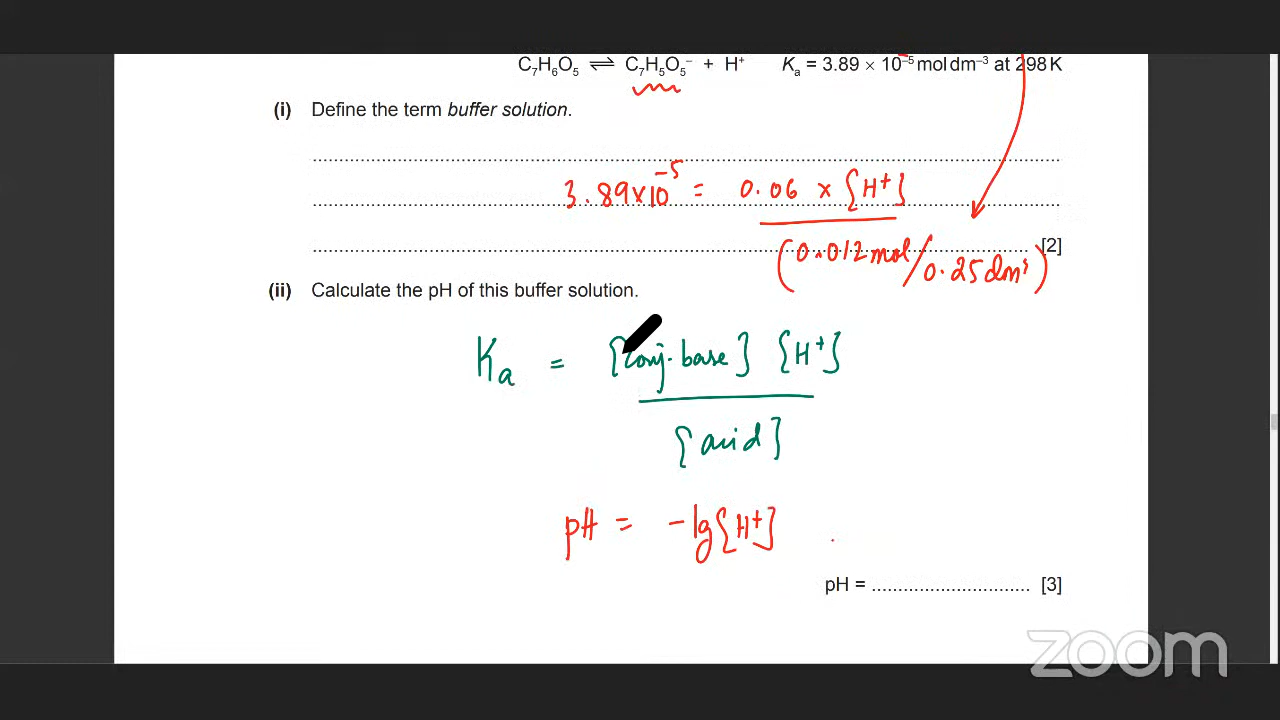 C₇H₆O₅ ⇌ C₇H₅O₅⁻ + H⁺ Kₐ = 3.89 × 10⁻⁵ mol dm⁻³ at 298 K
(i) Define the term buffer solution.
3.89×10⁻⁵ = 0.06 × [H⁺]
(0.012 mol / 0.25 dm³) [2]
(ii) Calculate the pH of this buffer solution.
Kₐ = [conj. base] [H⁺]
[acid]
pH = -lg[H⁺]
pH = .............................. [3]
zoom